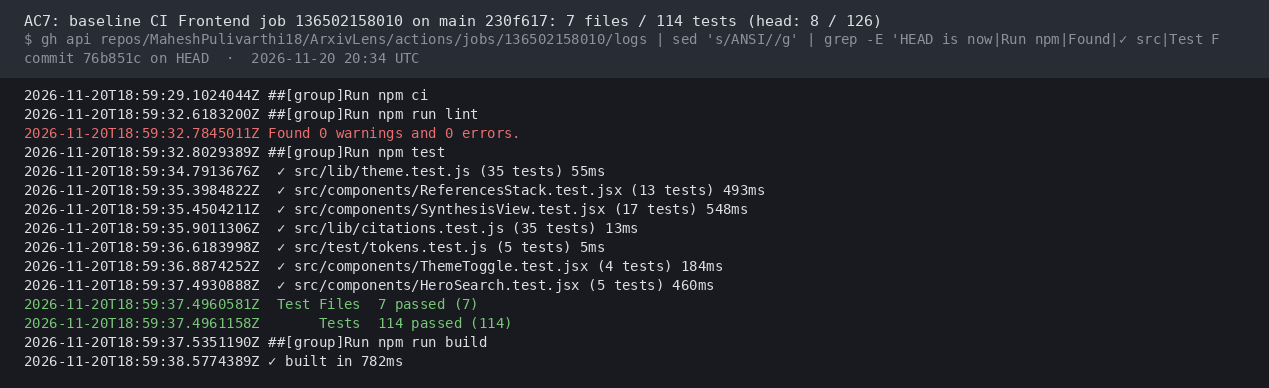 AC7: baseline CI Frontend job 136502158010 on main 230f617: 7 files / 114 tests (head: 8 / 126)
$ gh api repos/MaheshPulivarthi18/ArxivLens/actions/jobs/136502158010/logs | sed 's/ANSI//g' | grep -E 'HEAD is now|Run npm|Found|✓ src|Test F
commit 76b851c on HEAD · 2026-11-20 20:34 UTC
2026-11-20T18:59:29.1024044Z ##[group]Run npm ci
2026-11-20T18:59:32.6183200Z ##[group]Run npm run lint
2026-11-20T18:59:32.7845011Z Found 0 warnings and 0 errors.
2026-11-20T18:59:32.8029389Z ##[group]Run npm test
2026-11-20T18:59:34.7913676Z  ✓ src/lib/theme.test.js (35 tests) 55ms
2026-11-20T18:59:35.3984822Z  ✓ src/components/ReferencesStack.test.jsx (13 tests) 493ms
2026-11-20T18:59:35.4504211Z  ✓ src/components/SynthesisView.test.jsx (17 tests) 548ms
2026-11-20T18:59:35.9011306Z  ✓ src/lib/citations.test.js (35 tests) 13ms
2026-11-20T18:59:36.6183998Z  ✓ src/test/tokens.test.js (5 tests) 5ms
2026-11-20T18:59:36.8874252Z  ✓ src/components/ThemeToggle.test.jsx (4 tests) 184ms
2026-11-20T18:59:37.4930888Z  ✓ src/components/HeroSearch.test.jsx (5 tests) 460ms
2026-11-20T18:59:37.4960581Z  Test Files  7 passed (7)
2026-11-20T18:59:37.4961158Z       Tests  114 passed (114)
2026-11-20T18:59:37.5351190Z ##[group]Run npm run build
2026-11-20T18:59:38.5774389Z ✓ built in 782ms